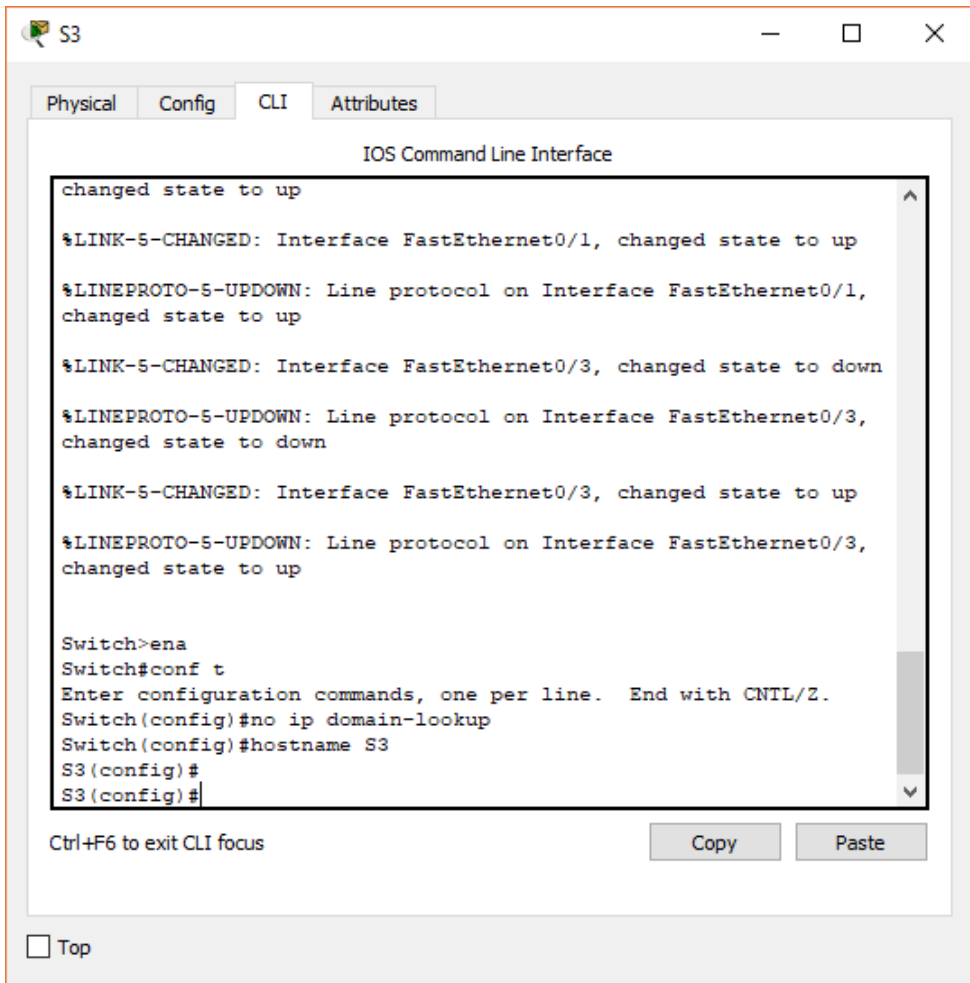 S3
Physical Config CLI Attributes
IOS Command Line Interface
changed state to up
%LINK-5-CHANGED: Interface FastEthernet0/1, changed state to up
%LINEPROTO-5-UPDOWN: Line protocol on Interface FastEthernet0/1,
changed state to up
%LINK-5-CHANGED: Interface FastEthernet0/3, changed state to down
%LINEPROTO-5-UPDOWN: Line protocol on Interface FastEthernet0/3,
changed state to down
%LINK-5-CHANGED: Interface FastEthernet0/3, changed state to up
%LINEPROTO-5-UPDOWN: Line protocol on Interface FastEthernet0/3,
changed state to up
Switch>ena
Switch#conf t
Enter configuration commands, one per line.  End with CNTL/Z.
Switch(config)#no ip domain-lookup
Switch(config)#hostname S3
S3(config)#
S3(config)#
Ctrl+F6 to exit CLI focus
Copy Paste
Top